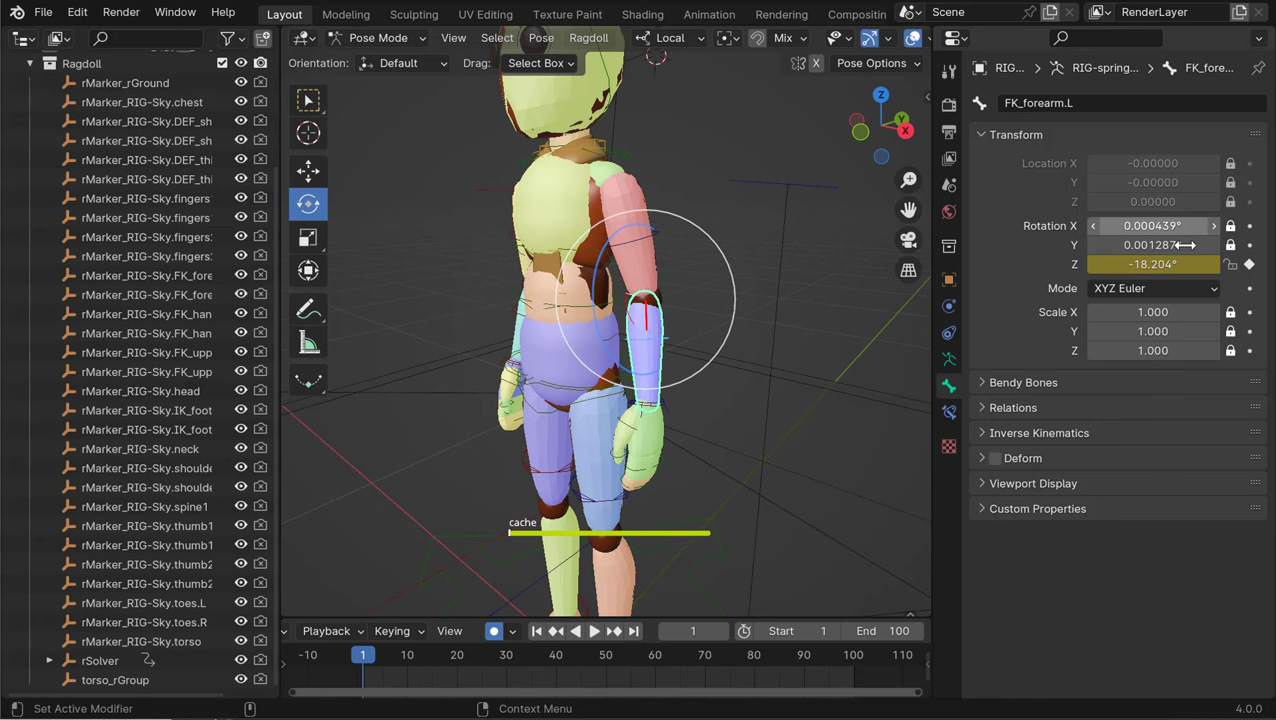 File Edit Render Window Help Layout Modeling Sculpting UV Editing Texture Paint Shading Animation Rendering Compositin Scene RenderLayer
Pose Mode View Select Pose Ragdoll Local Mix
Orientation: Default Drag: Select Box X Pose Options
Ragdoll
rMarker_rGround
rMarker_RIG-Sky.chest
rMarker_RIG-Sky.DEF_sh
rMarker_RIG-Sky.DEF_sh
rMarker_RIG-Sky.DEF_thi
rMarker_RIG-Sky.DEF_thi
rMarker_RIG-Sky.fingers
rMarker_RIG-Sky.fingers
rMarker_RIG-Sky.fingers:
rMarker_RIG-Sky.fingers:
rMarker_RIG-Sky.FK_fore
rMarker_RIG-Sky.FK_fore
rMarker_RIG-Sky.FK_han
rMarker_RIG-Sky.FK_han
rMarker_RIG-Sky.FK_upp
rMarker_RIG-Sky.FK_upp
rMarker_RIG-Sky.head
rMarker_RIG-Sky.IK_foot
rMarker_RIG-Sky.IK_foot
rMarker_RIG-Sky.neck
rMarker_RIG-Sky.shoulde
rMarker_RIG-Sky.shoulde
rMarker_RIG-Sky.spine1
rMarker_RIG-Sky.thumb1
rMarker_RIG-Sky.thumb1
rMarker_RIG-Sky.thumb2
rMarker_RIG-Sky.thumb2
rMarker_RIG-Sky.toes.L
rMarker_RIG-Sky.toes.R
rMarker_RIG-Sky.torso
rSolver
torso_rGroup
Z
Y
X
cache
Playback Keying View 1 Start 1 End 100
-10 1 10 20 30 40 50 60 70 80 90 100 110
RIG... RIG-spring... FK_fore...
FK_forearm.L
Transform
Location X -0.00000
Y -0.00000
Z 0.00000
Rotation X 0.000439°
Y 0.001287°
Z -18.204°
Mode XYZ Euler
Scale X 1.000
Y 1.000
Z 1.000
Bendy Bones
Relations
Inverse Kinematics
Deform
Viewport Display
Custom Properties
Set Active Modifier Context Menu 4.0.0